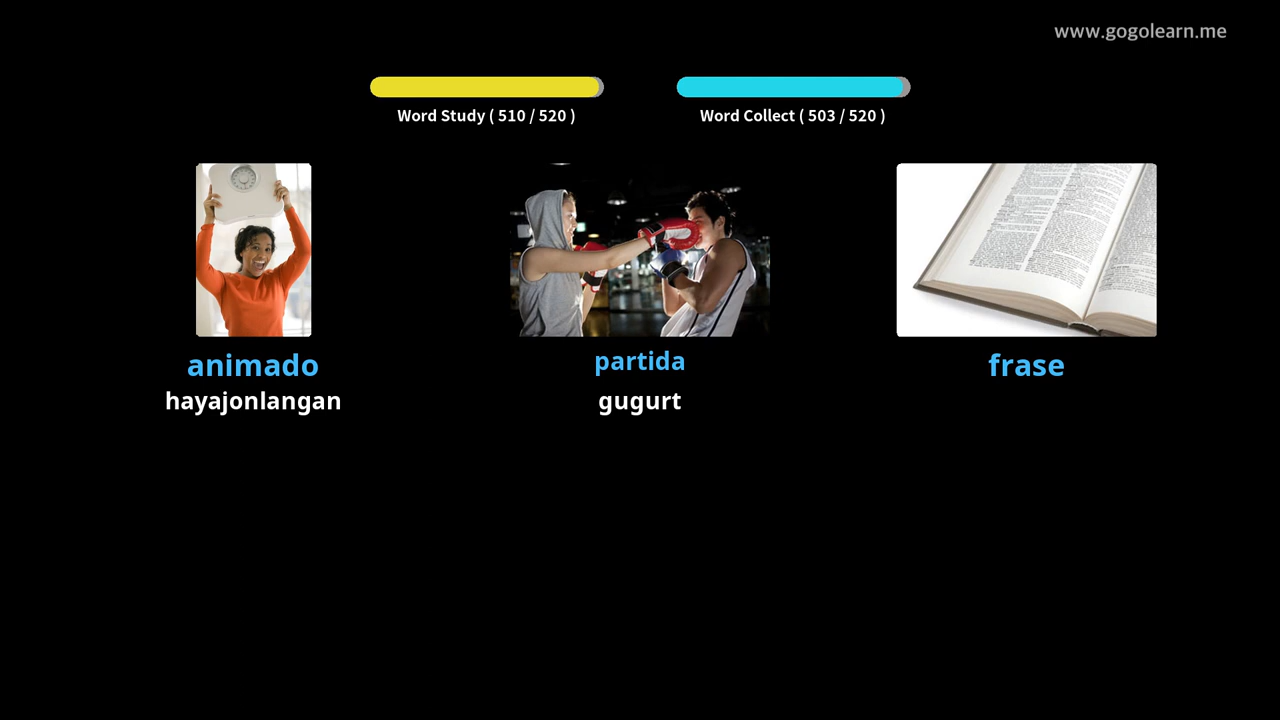 www.gogolearn.me
Word Study ( 510 / 520 )
Word Collect ( 503 / 520 )
animado
hayajonlangan
partida
gugurt
frase